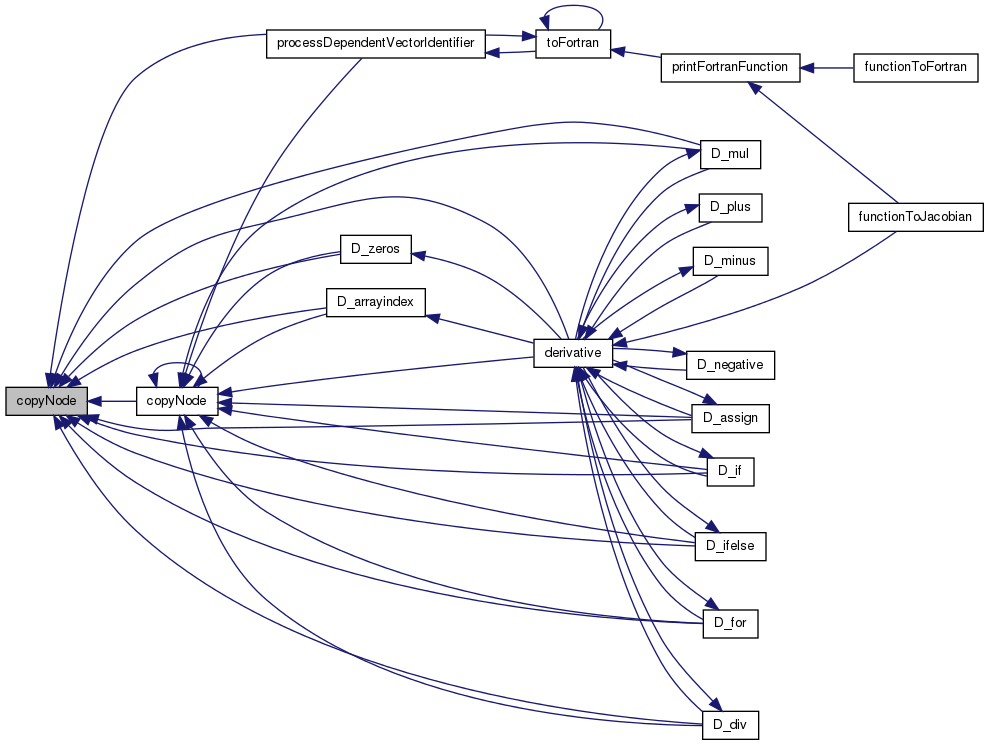 processDependentVectorIdentifier
toFortran
printFortranFunction
functionToFortran
D_mul
D_plus
functionToJacobian
D_zeros
D_minus
D_arrayindex
derivative
D_negative
copyNode
copyNode
D_assign
D_if
D_ifelse
D_for
D_div